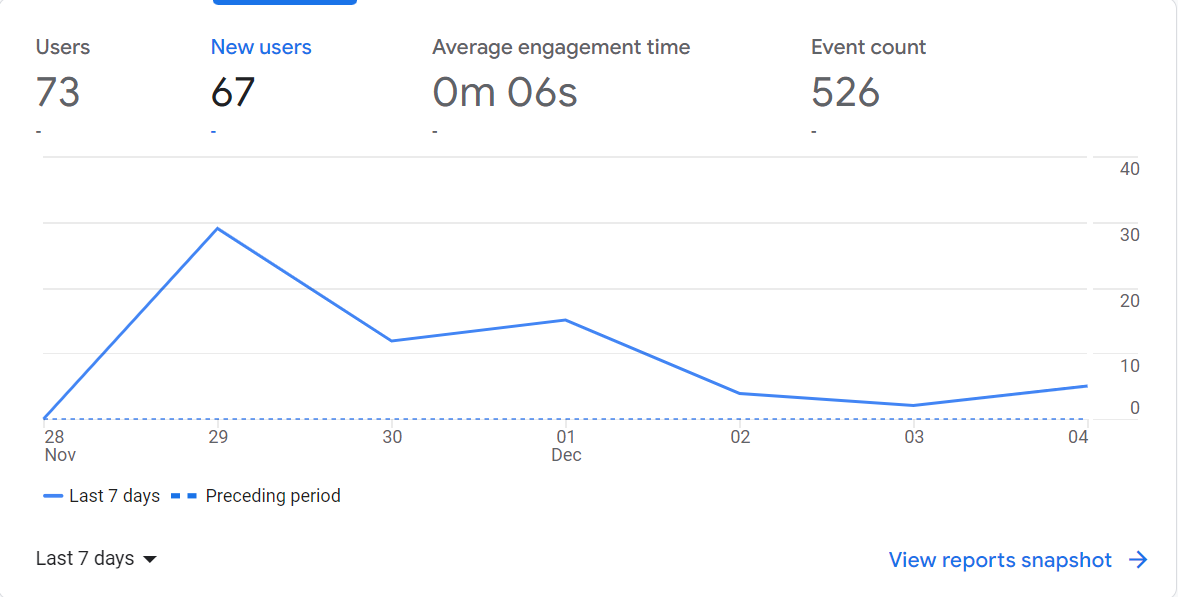 Users New users Average engagement time Event count
73 67 0m 06s 526
- - - -
40
30
20
10
0
28 29 30 01 02 03 04
Nov Dec
Last 7 days Preceding period
Last 7 days View reports snapshot